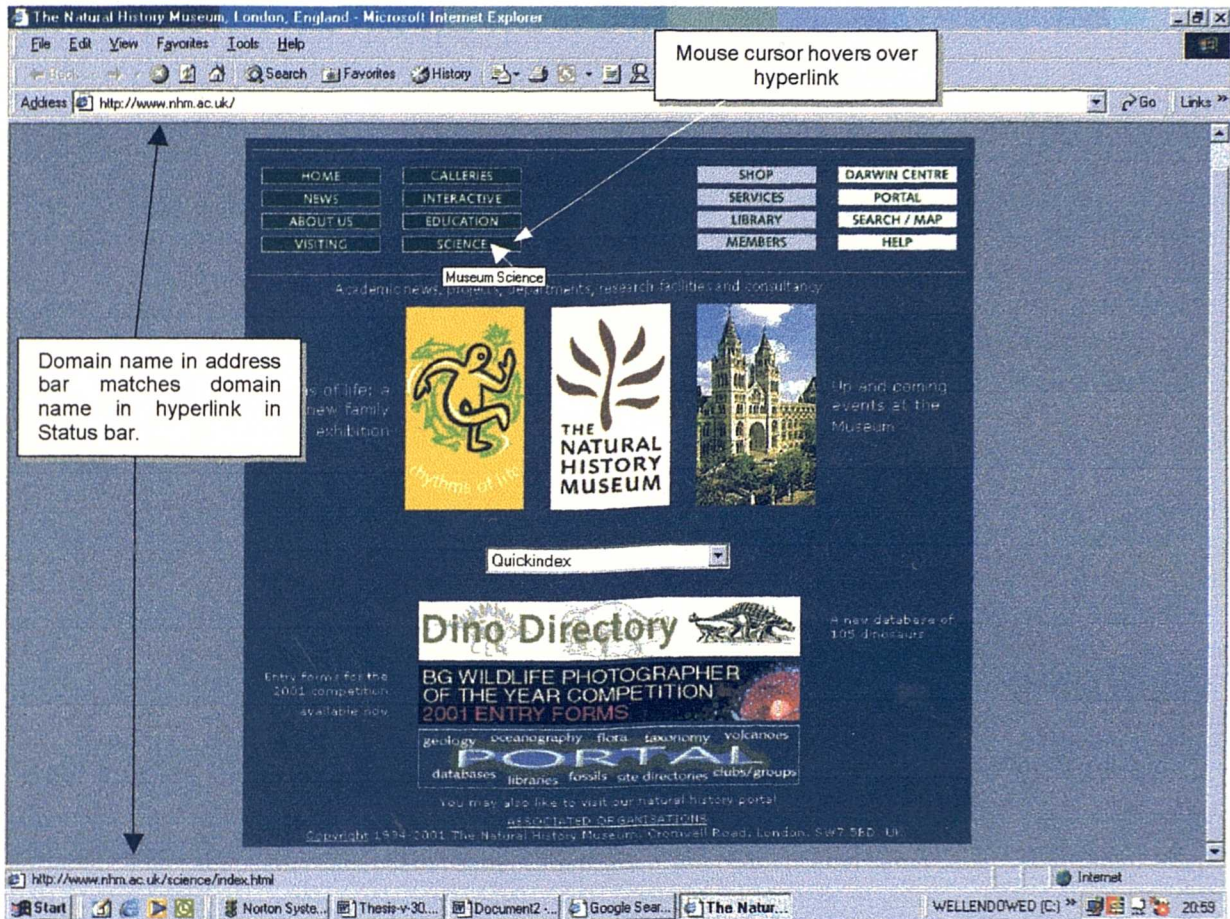 The Natural History Museum, London, England - Microsoft Internet Explorer
File Edit View Favorites Tools Help
Back Search Favorites History
Mouse cursor hovers over
hyperlink
Address http://www.nhm.ac.uk/ Go Links »
HOME CALLERIES SHOP DARWIN CENTRE
NEWS INTERACTIVE SERVICES PORTAL
ABOUT US EDUCATION LIBRARY SEARCH / MAP
VISITING SCIENCE MEMBERS HELP
Museum Science
Academic news, projects, departments, research facilities and consultancy
Domain name in address
bar matches domain
name in hyperlink in
Status bar.
s of life: a
new family
exhibition
rhythms of life
THE
NATURAL
HISTORY
MUSEUM
Up and coming
events at the
Museum
Quickindex
Dino Directory
A new database of
105 dinosaurs
Entry forms for the
2001 competition
available now
BG WILDLIFE PHOTOGRAPHER
OF THE YEAR COMPETITION
2001 ENTRY FORMS
geology oceanography flora taxonomy volcanoes
PORTAL
databases libraries fossils site directories clubs/groups
You may also like to visit our natural history portal
ASSOCIATED ORGANISATIONS
Copyright 1994-2001 The Natural History Museum, Cromwell Road, London, SW7 5BD, UK
http://www.nhm.ac.uk/science/index.html Internet
Start Norton Syste... Thesis-v-30.... Document2 -... Google Sear... The Natur... WELLENDOWED (C:) » 20:59